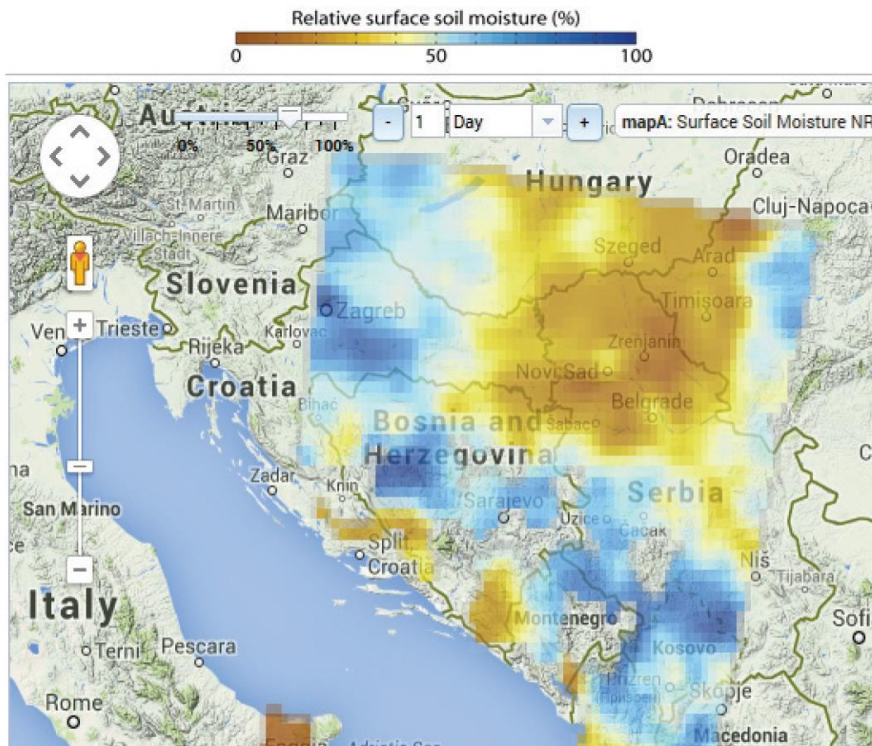 Relative surface soil moisture (%)
0 50 100
Austria
0% 50% 100%
- 1 Day +
mapA: Surface Soil Moisture NR
Graz
Oradea
Hungary
St. Martin
Cluj-Napoca
Maribor
Villach-Innere
Stadt
Szeged
Arad
Slovenia
Timișoara
Zagreb
Ven
Trieste
Karlovac
Zrenjanin
Rijeka
Novi Sad
Croatia
Belgrade
Bihać
Bosnia and
Šabac
Herzegovina
Zadar
Knin
Serbia
Sarajevo
San Marino
Užice
Čačak
Split
Croatia
Niš
Tijabara
Italy
Montenegro
Sofi
Terni
Pescara
Kosovo
Prizren
Skopje
Rome
Macedonia
Foggia
Adriatic Sea